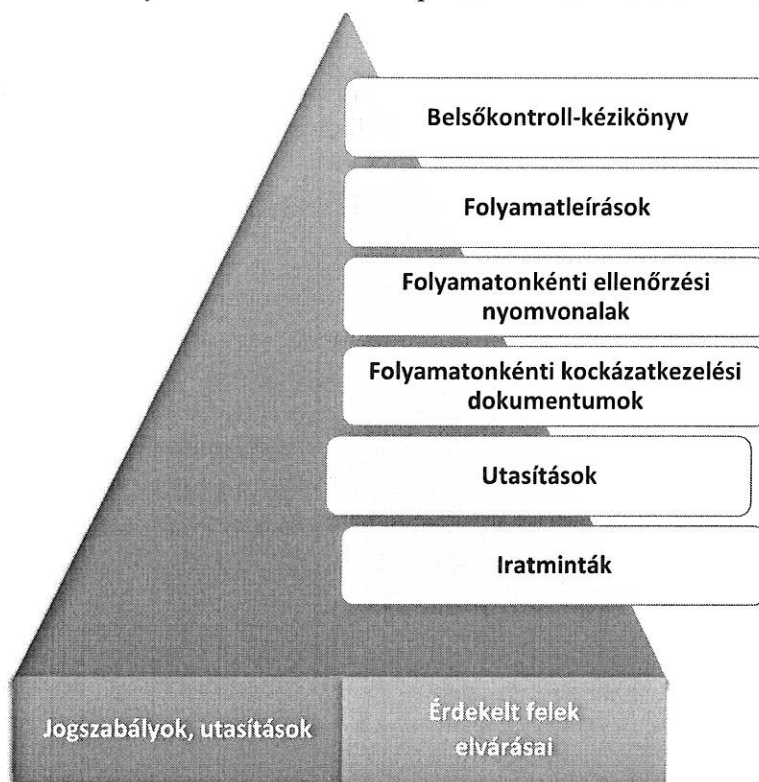 Belsőkontroll-kézikönyv
Folyamatleírások
Folyamatonkénti ellenőrzési
nyomvonalak
Folyamatonkénti kockázatkezelési
dokumentumok
Utasítások
Iratminták
Jogszabályok, utasítások
Érdekelt felek
elvárásai